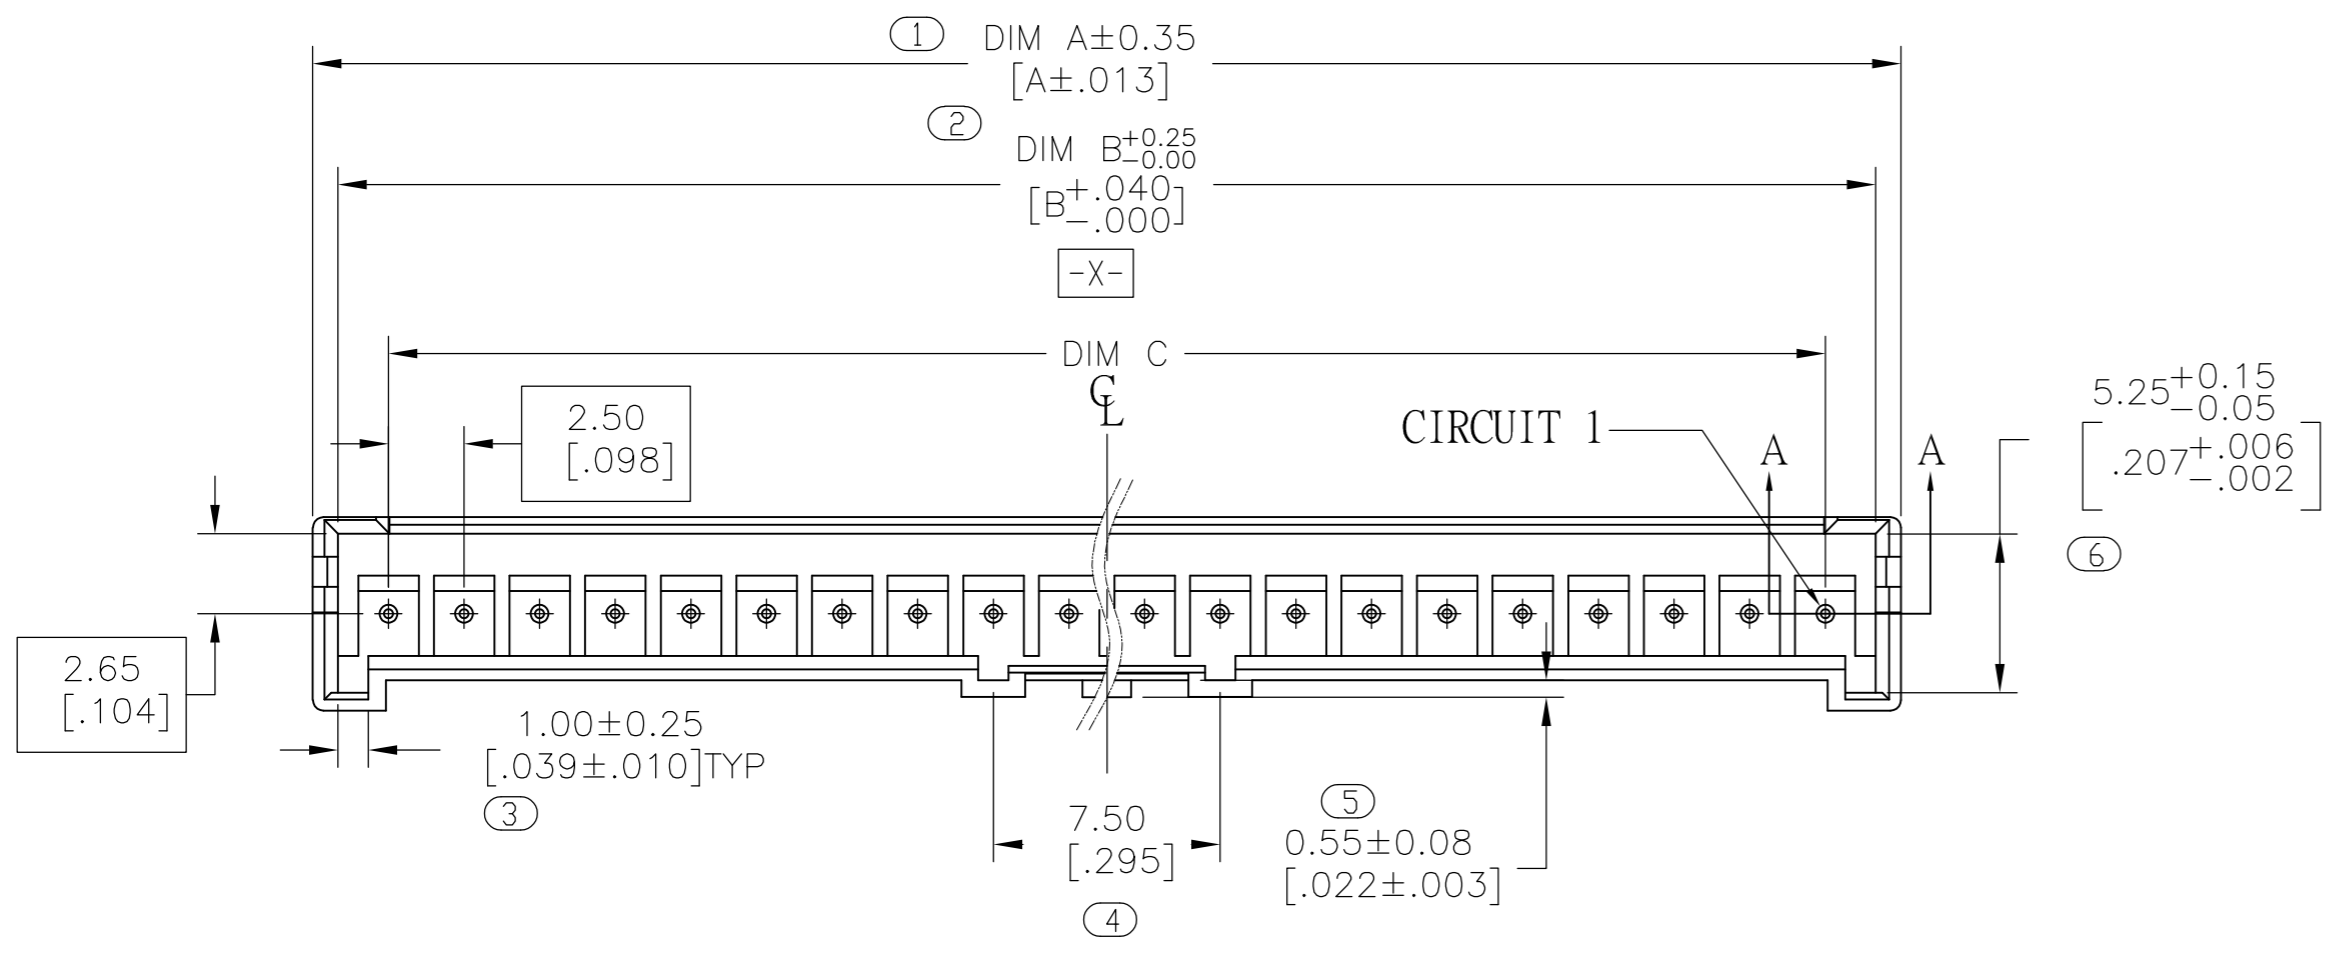 1 DIM A±0.35
[A±.013]
2
DIM B+0.25
-0.00
[B+.040
-.000]
-X-
DIM C
CL
2.50
[.098]
CIRCUIT 1
A A
5.25+0.15
-0.05
[.207+.006
-.002]
6
2.65
[.104]
1.00±0.25
[.039±.010]TYP
3
7.50
[.295]
4
5
0.55±0.08
[.022±.003]